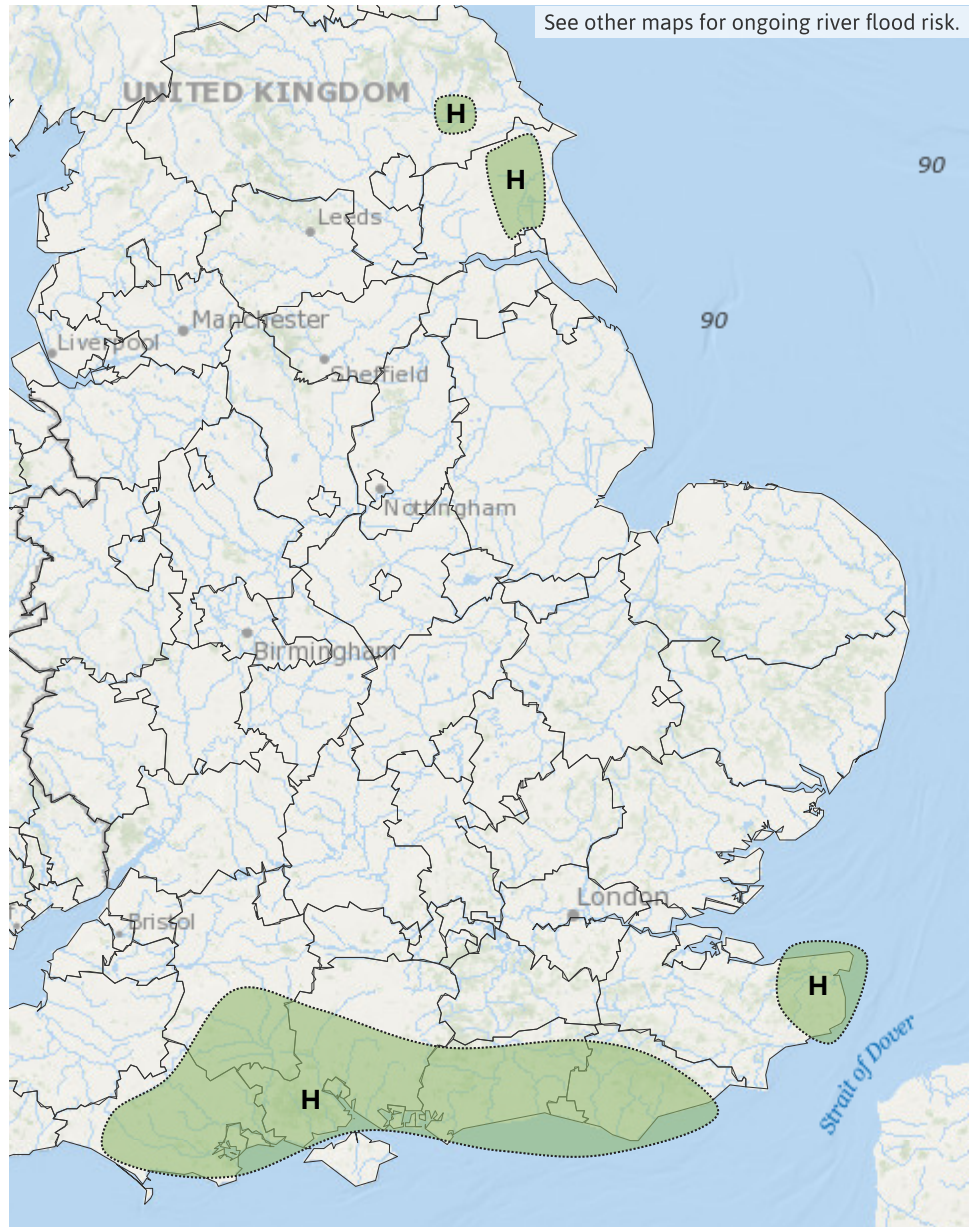 See other maps for ongoing river flood risk.
UNITED KINGDOM
H
90
H
Leeds
Manchester
90
Liverpool
Sheffield
Nottingham
Birmingham
London
Bristol
H
Strait of Dover
H